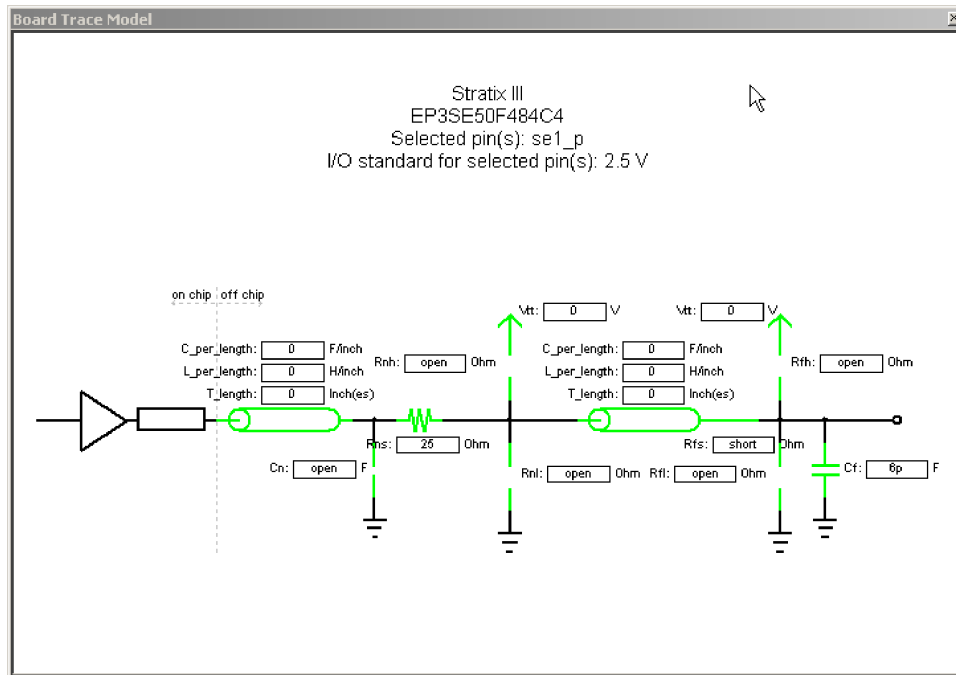 Board Trace Model
Stratix III
EP3SE50F484C4
Selected pin(s): se1_p
I/O standard for selected pin(s): 2.5 V
on chip off chip
Vtt: 0 V
Vtt: 0 V
C_per_length: 0 F/inch
L_per_length: 0 H/inch
T_length: 0 Inch(es)
Rnh: open Ohm
C_per_length: 0 F/inch
L_per_length: 0 H/inch
T_length: 0 Inch(es)
Rfh: open Ohm
Rns: 25 Ohm
Rfs: short Ohm
Cn: open F
Rnl: open Ohm
Rfl: open Ohm
Cf: 6p F